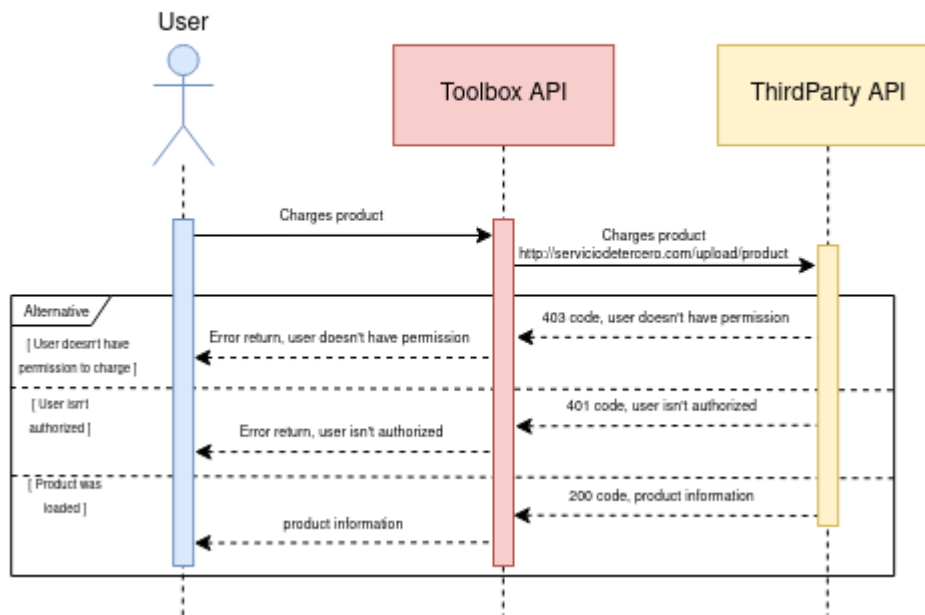 User
Toolbox API
ThirdParty API
Charges product
Charges product
http://serviciodetercero.com/upload/product
Alternative
[ User doesn't have
permission to charge ]
403 code, user doesn't have permission
Error return, user doesn't have permission
[ User isn't
authorized ]
401 code, user isn't authorized
Error return, user isn't authorized
[ Product was
loaded ]
200 code, product information
product information